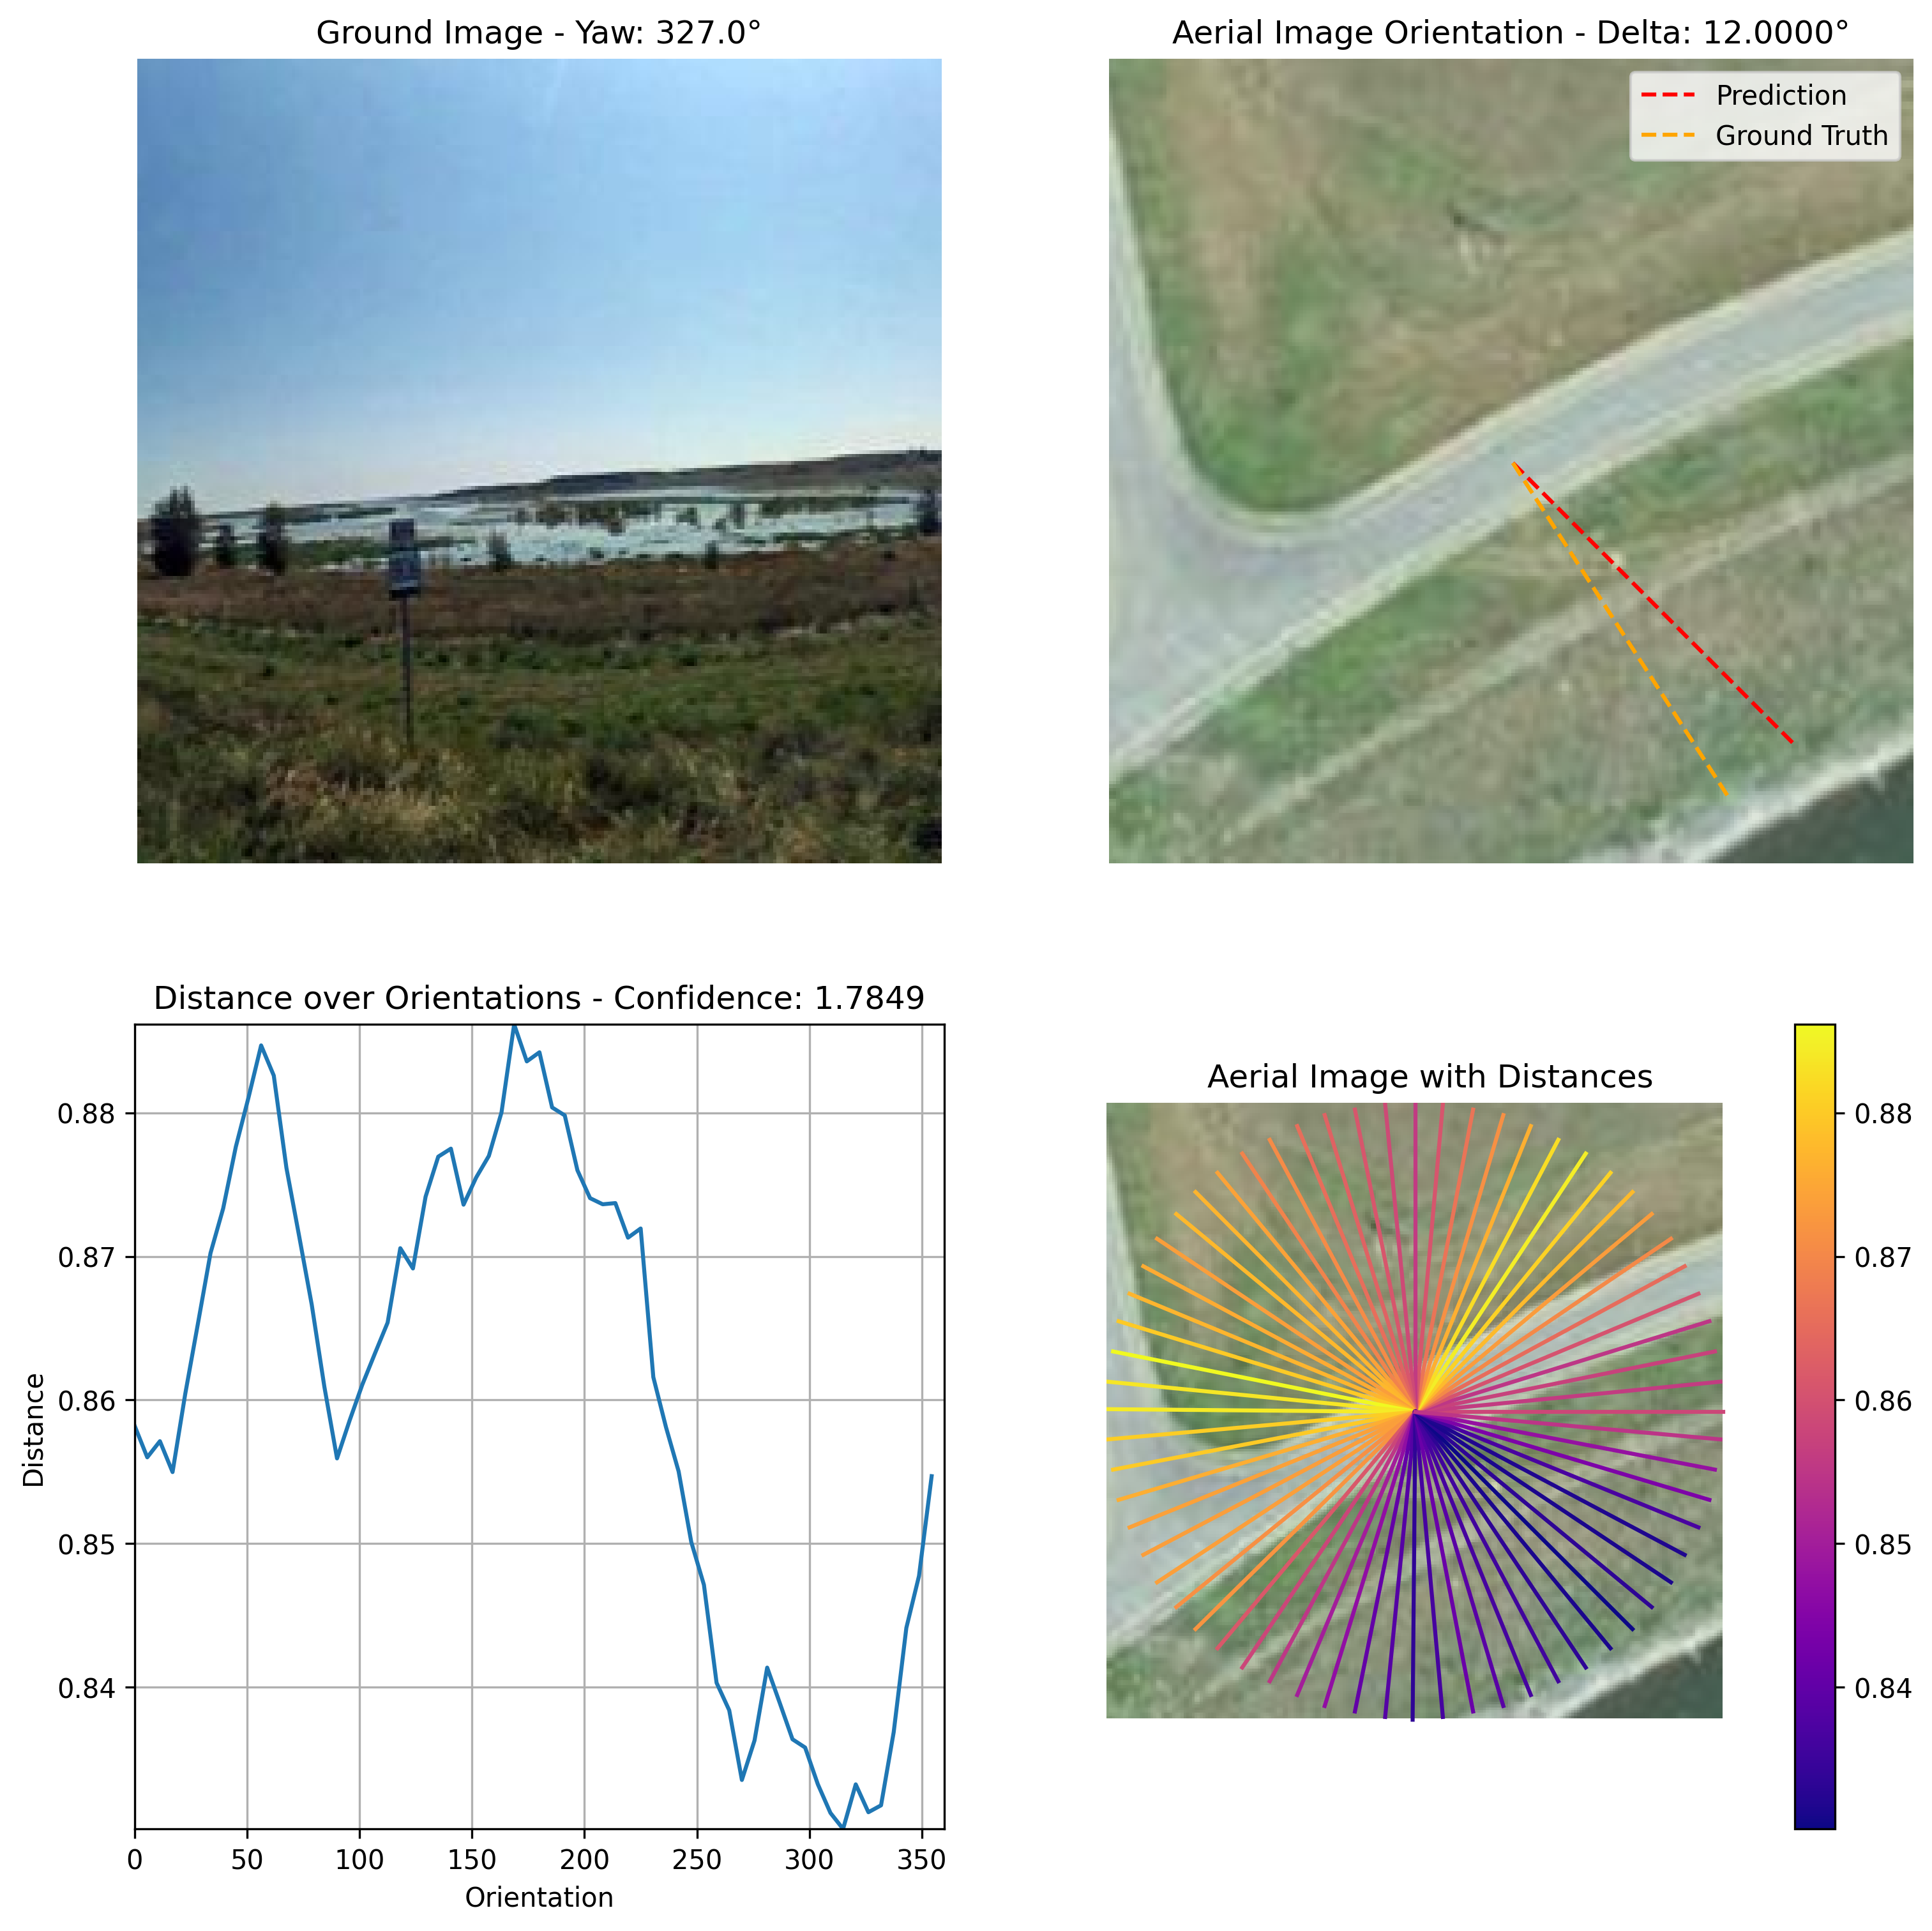 Ground Image - Yaw: 327.0°
Aerial Image Orientation - Delta: 12.0000°
Prediction
Ground Truth
Distance over Orientations - Confidence: 1.7849
Distance
0.88
0.87
0.86
0.85
0.84
0 50 100 150 200 250 300 350
Orientation
Aerial Image with Distances
0.88
0.87
0.86
0.85
0.84